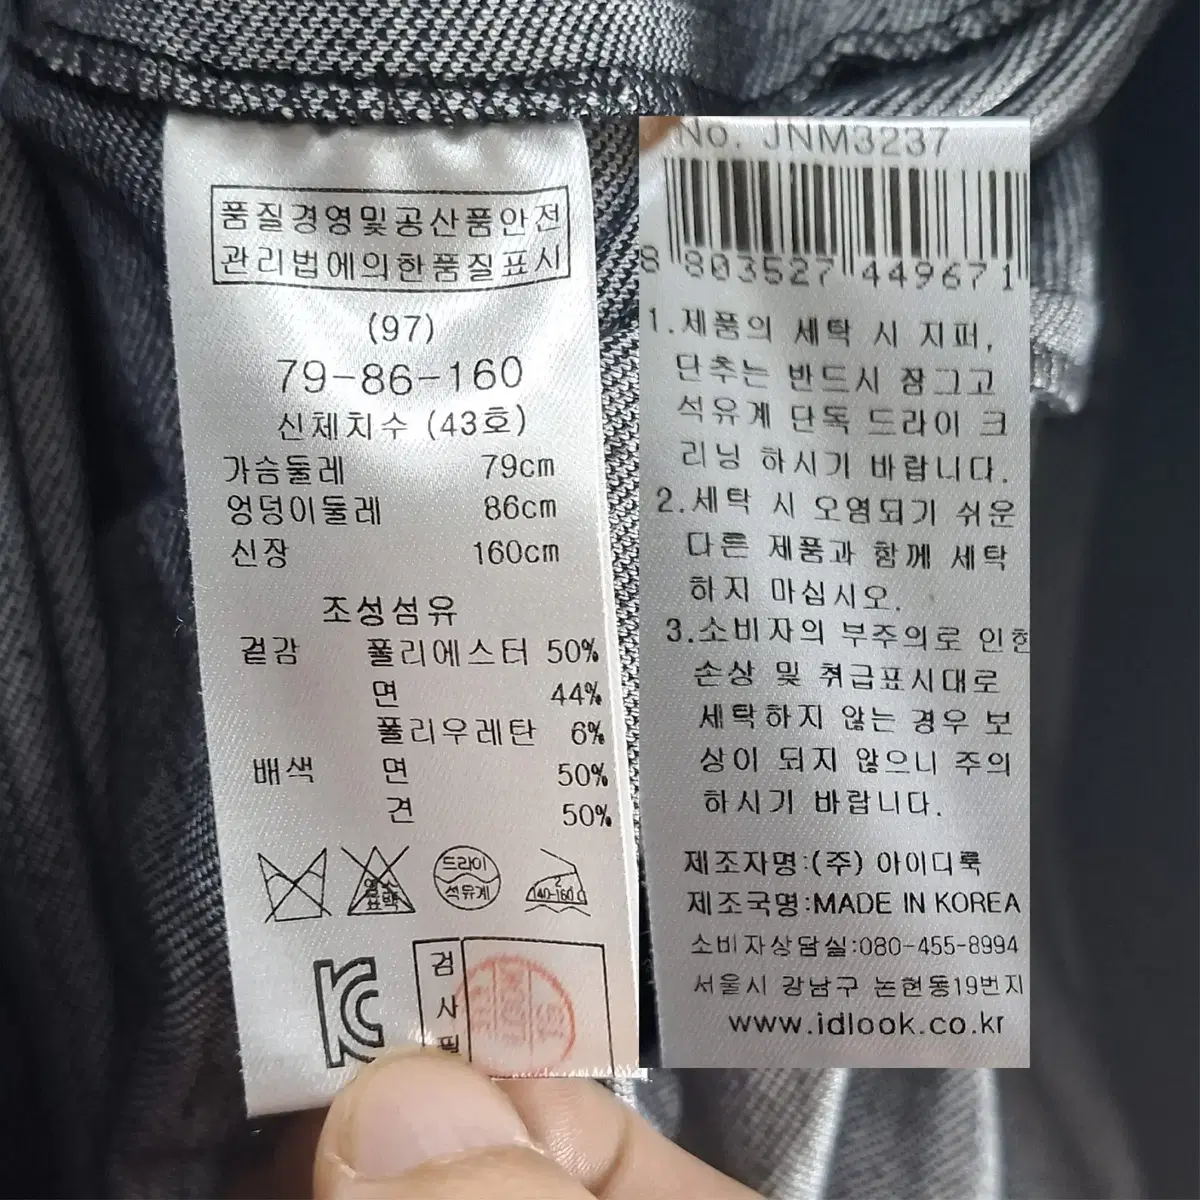 품질경영및공산품안전
관리법에의한품질표시
(97)
79-86-160
신체치수 (43호)
가슴둘레 79cm
엉덩이둘레 86cm
신장 160cm
조성섬유
겉감 폴리에스터 50%
면 44%
폴리우레탄 6%
배색 면 50%
견 50%
염소
표백
드라이
석유계
2
140-160℃
검
사
필
No. JNM3237
8 803527 449671
1.제품의 세탁 시 지퍼,
단추는 반드시 잠그고
석유계 단독 드라이 크
리닝 하시기 바랍니다.
2.세탁 시 오염되기 쉬운
다른 제품과 함께 세탁
하지 마십시오.
3.소비자의 부주의로 인한
손상 및 취급표시대로
세탁하지 않는 경우 보
상이 되지 않으니 주의
하시기 바랍니다.
제조자명:(주) 아이디룩
제조국명:MADE IN KOREA
소비자상담실:080-455-8994
서울시 강남구 논현동19번지
www.idlook.co.kr